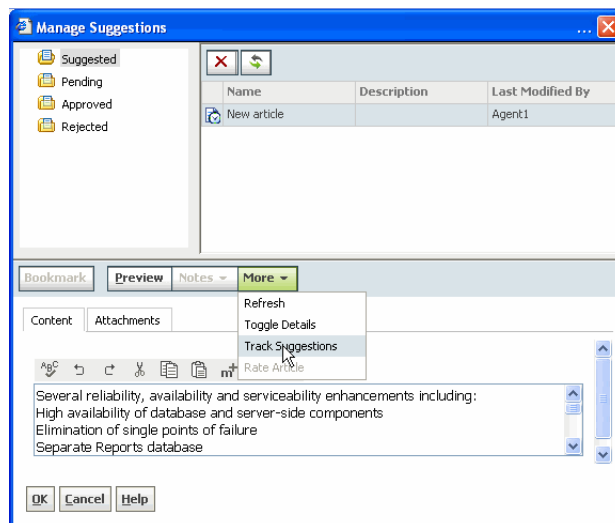 Manage Suggestions ...
Suggested
Pending
Approved
Rejected
Name Description Last Modified By
New article Agent1
Bookmark Preview Notes More
Refresh
Toggle Details
Track Suggestions
Rate Article
Content Attachments
ABC
m+
Several reliability, availability and serviceability enhancements including:
High availability of database and server-side components
Elimination of single points of failure
Separate Reports database
OK Cancel Help